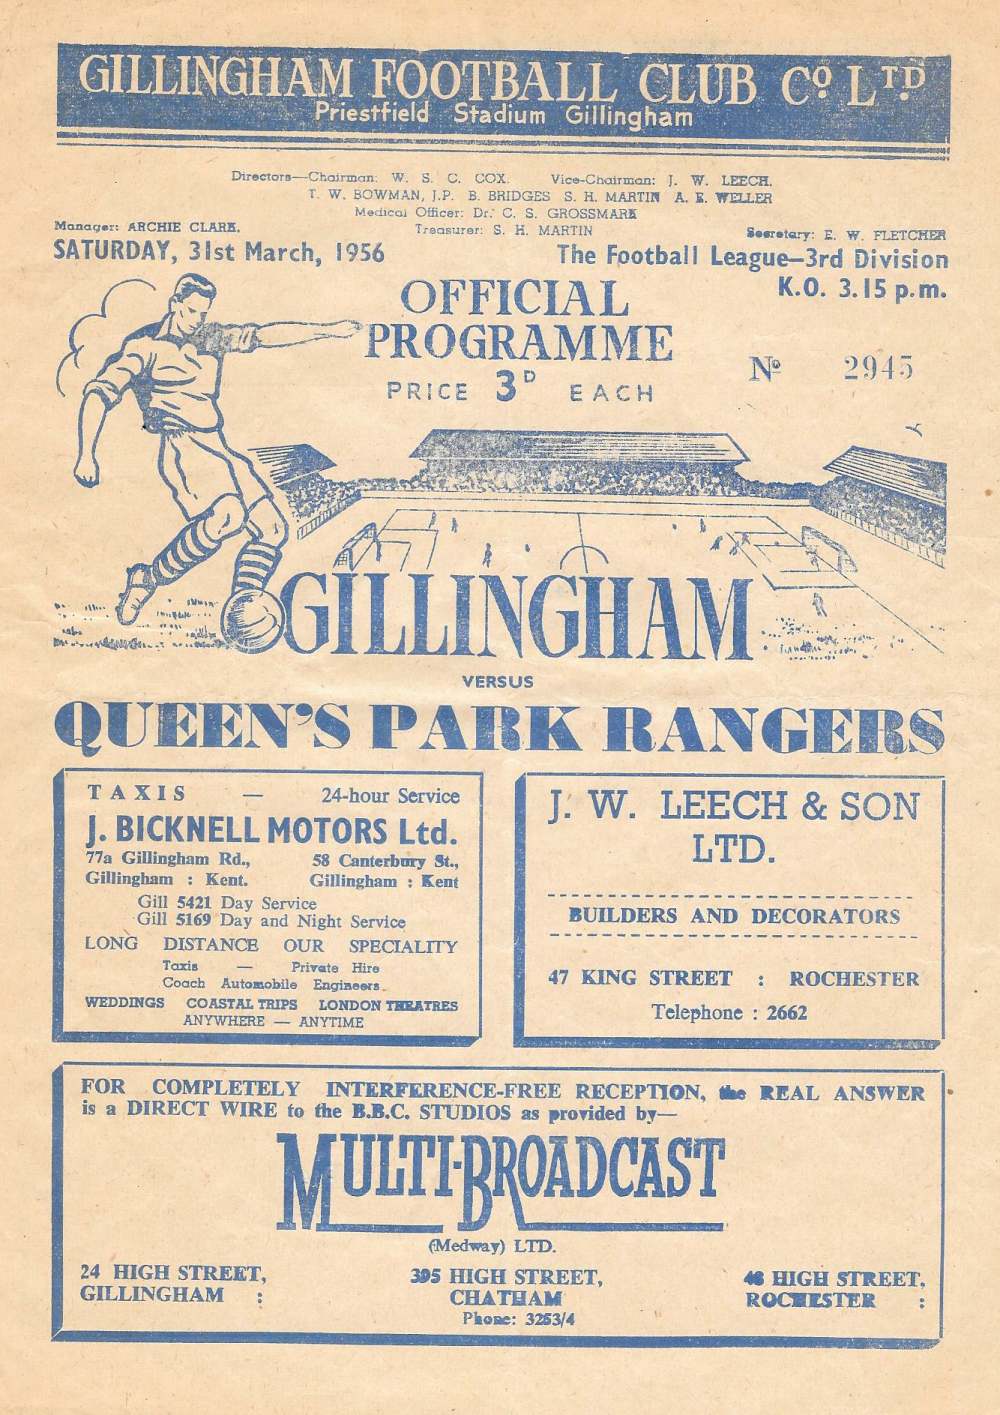 GILLINGHAM FOOTBALL CLUB Cº LTD
Priestfield Stadium Gillingham
Directors—Chairman: W. S. C. COX. Vice-Chairman: J. W. LEECH.
T. W. BOWMAN, J.P. B. BRIDGES S. H. MARTIN A. E. WELLER
Medical Officer: Dr. C. S. GROSSMARK
Manager: ARCHIE CLARK.
Treasurer: S. H. MARTIN
Secretary: E. W. FLETCHER
SATURDAY, 31st March, 1956
The Football League—3rd Division
K.O. 3.15 p.m.
OFFICIAL
PROGRAMME
PRICE 3D EACH
Nº 2945
GILLINGHAM
VERSUS
QUEEN'S PARK RANGERS
TAXIS — 24-hour Service
J. BICKNELL MOTORS Ltd.
77a Gillingham Rd., 58 Canterbury St.,
Gillingham : Kent. Gillingham : Kent
Gill 5421 Day Service
Gill 5169 Day and Night Service
LONG DISTANCE OUR SPECIALITY
Taxis — Private Hire
Coach Automobile Engineers.
WEDDINGS COASTAL TRIPS LONDON THEATRES
ANYWHERE — ANYTIME
J. W. LEECH & SON
LTD.
BUILDERS AND DECORATORS
47 KING STREET : ROCHESTER
Telephone : 2662
FOR COMPLETELY INTERFERENCE-FREE RECEPTION, the REAL ANSWER
is a DIRECT WIRE to the B.B.C. STUDIOS as provided by—
MULTI-BROADCAST
(Medway) LTD.
24 HIGH STREET,
GILLINGHAM :
395 HIGH STREET,
CHATHAM
Phone: 3253/4
48 HIGH STREET,
ROCHESTER :